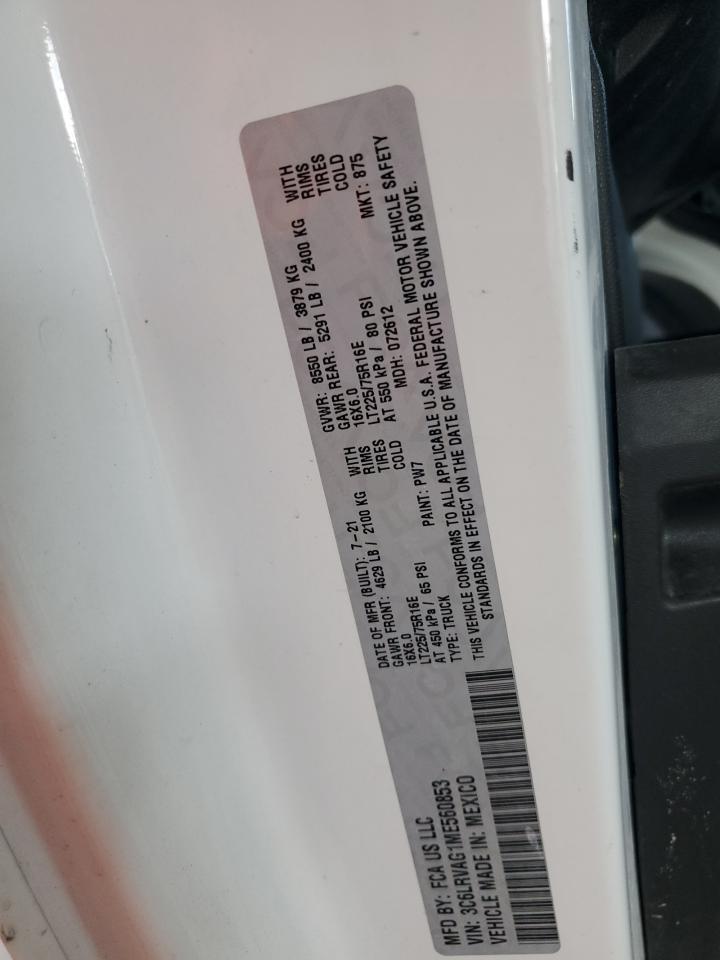 MFD BY: FCA US LLC
VIN: 3C6LRVAG1ME560853
VEHICLE MADE IN: MEXICO
DATE OF MFR (BUILT): 7-21 GVWR: 8550 LB / 3879 KG
GAWR FRONT: 4629 LB / 2100 KG WITH GAWR REAR: 5291 LB / 2400 KG WITH
16X6.0 RIMS 16X6.0 RIMS
LT225/75R16E TIRES LT225/75R16E TIRES
AT 450 kPa / 65 PSI COLD AT 550 kPa / 80 PSI COLD
TYPE: TRUCK PAINT: PW7 MDH: 072612 MKT: 875
THIS VEHICLE CONFORMS TO ALL APPLICABLE U.S.A. FEDERAL MOTOR VEHICLE SAFETY
STANDARDS IN EFFECT ON THE DATE OF MANUFACTURE SHOWN ABOVE.